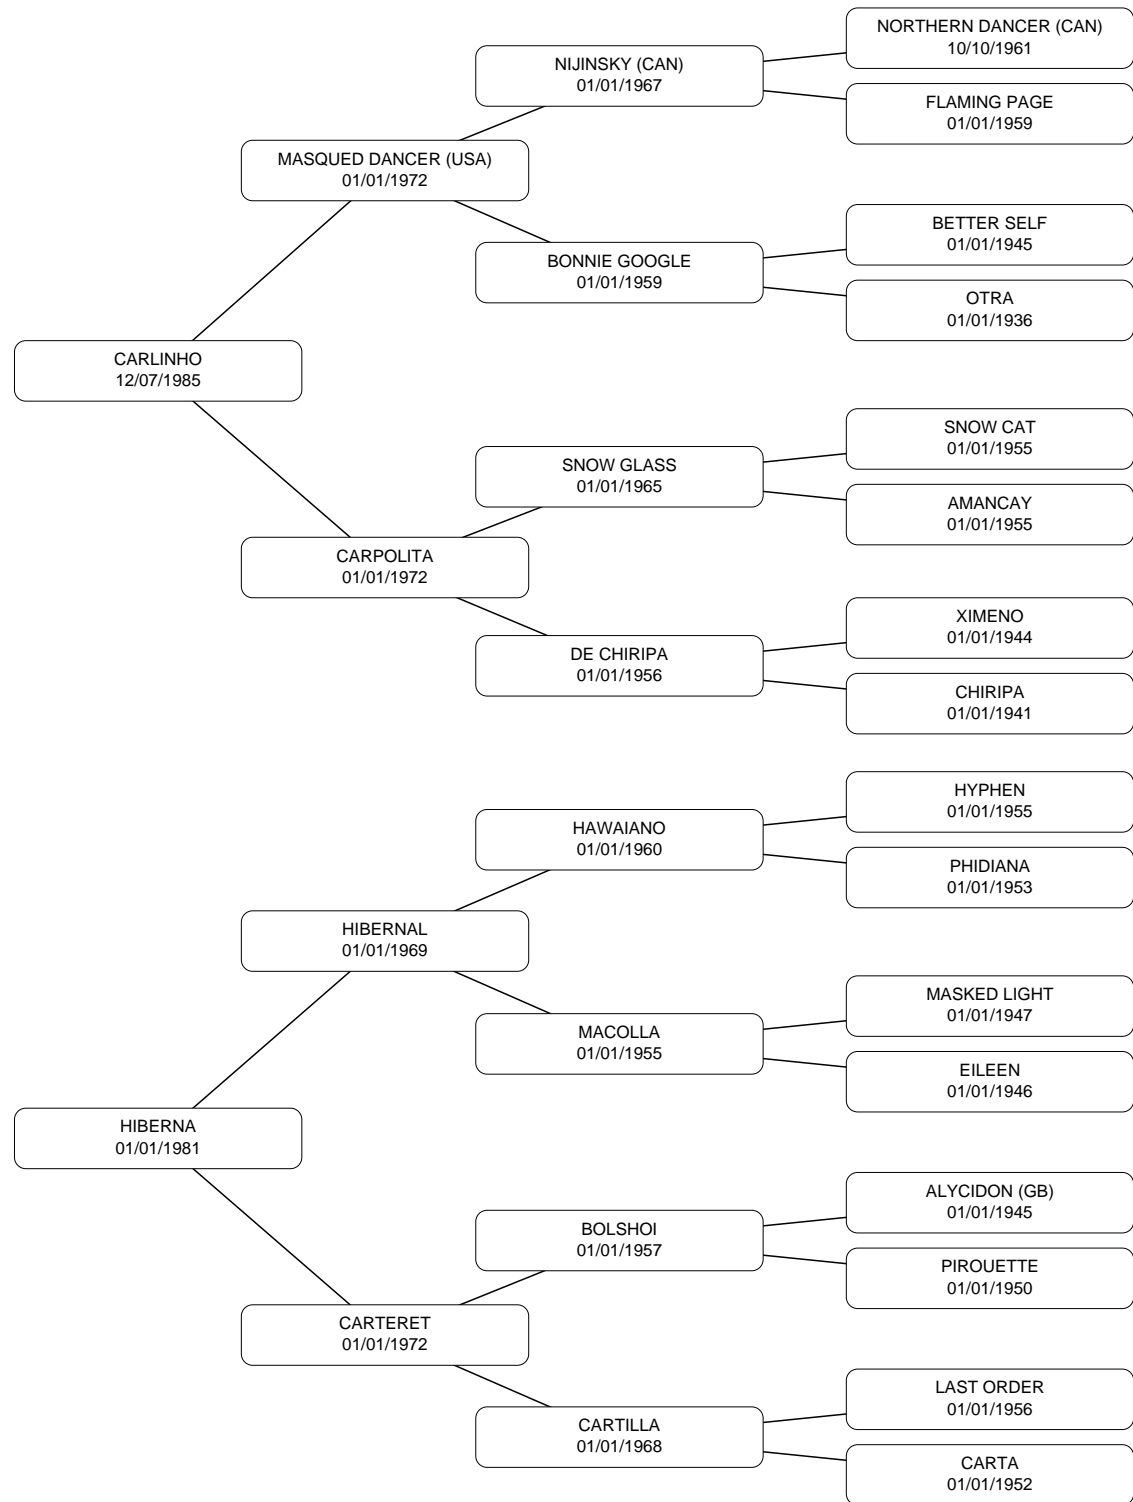 NORTHERN DANCER (CAN)
10/10/1961
NIJINSKY (CAN)
01/01/1967
FLAMING PAGE
01/01/1959
MASQUED DANCER (USA)
01/01/1972
BETTER SELF
01/01/1945
BONNIE GOOGLE
01/01/1959
OTRA
01/01/1936
CARLINHO
12/07/1985
SNOW CAT
01/01/1955
SNOW GLASS
01/01/1965
AMANCAY
01/01/1955
CARPOLITA
01/01/1972
XIMENO
01/01/1944
DE CHIRIPA
01/01/1956
CHIRIPA
01/01/1941
HYPHEN
01/01/1955
HAWAIANO
01/01/1960
PHIDIANA
01/01/1953
HIBERNAL
01/01/1969
MASKED LIGHT
01/01/1947
MACOLLA
01/01/1955
EILEEN
01/01/1946
HIBERNA
01/01/1981
ALYCIDON (GB)
01/01/1945
BOLSHOI
01/01/1957
PIROUETTE
01/01/1950
CARTERET
01/01/1972
LAST ORDER
01/01/1956
CARTILLA
01/01/1968
CARTA
01/01/1952